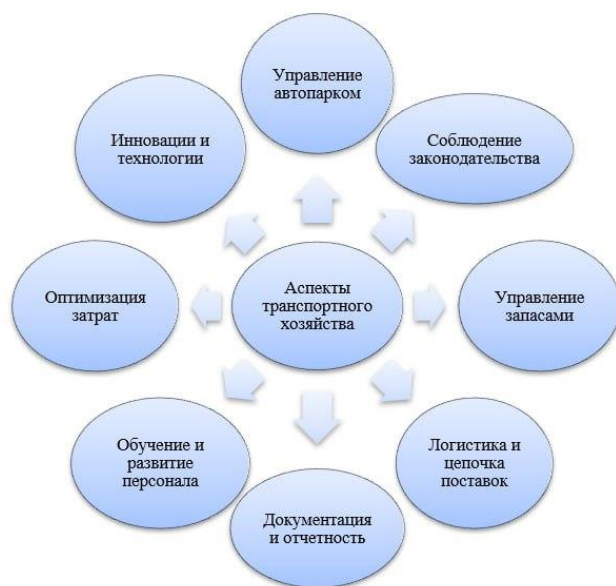 Управление
автопарком
Соблюдение
законодательства
Управление
запасами
Логистика и
цепочка
поставок
Документация
и отчетность
Обучение и
развитие
персонала
Оптимизация
затрат
Инновации и
технологии
Аспекты
транспортного
хозяйства